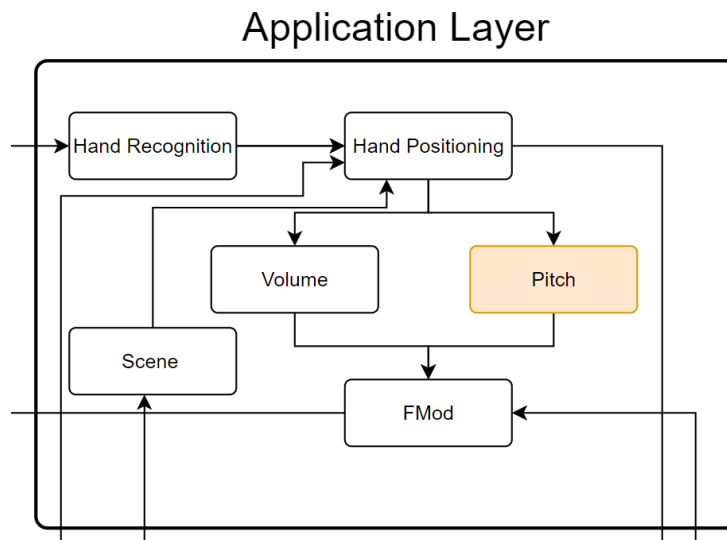 Application Layer
Hand Recognition
Hand Positioning
Volume
Pitch
Scene
FMod